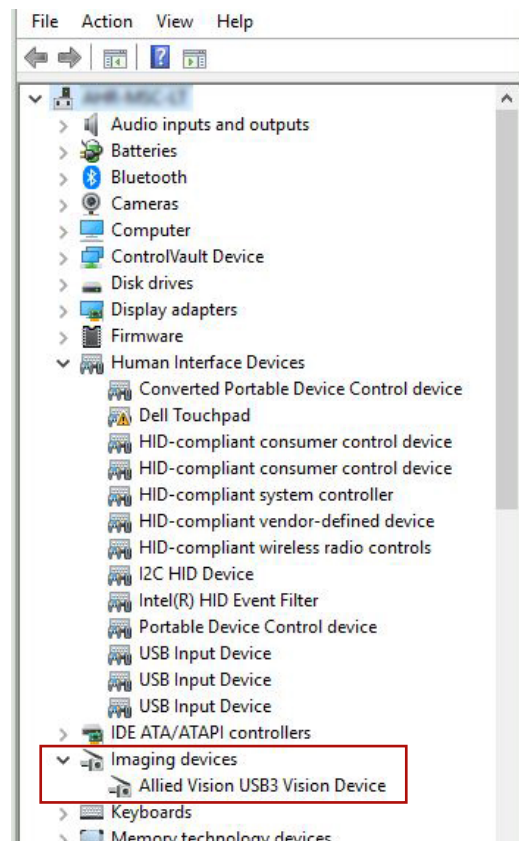 File Action View Help
Audio inputs and outputs
Batteries
Bluetooth
Cameras
Computer
ControlVault Device
Disk drives
Display adapters
Firmware
Human Interface Devices
Converted Portable Device Control device
Dell Touchpad
HID-compliant consumer control device
HID-compliant consumer control device
HID-compliant system controller
HID-compliant vendor-defined device
HID-compliant wireless radio controls
I2C HID Device
Intel(R) HID Event Filter
Portable Device Control device
USB Input Device
USB Input Device
USB Input Device
IDE ATA/ATAPI controllers
Imaging devices
Allied Vision USB3 Vision Device
Keyboards
Memory technology devices